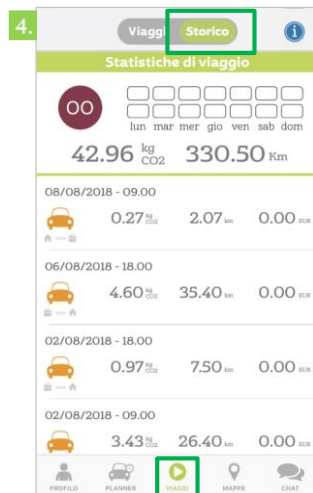 4.
Viaggi Storico
Statistiche di viaggio
00
lun mar mer gio ven sab dom
42.96 kg CO2 330.50 Km
08/08/2018 - 09.00
0.27 kg CO2 2.07 km 0.00 EUR
06/08/2018 - 18.00
4.60 kg CO2 35.40 km 0.00 EUR
02/08/2018 - 18.00
0.97 kg CO2 7.50 km 0.00 EUR
02/08/2018 - 09.00
3.43 kg CO2 26.40 km 0.00 EUR
PROFILO PLANNER VIAGGI MAPPE CHAT